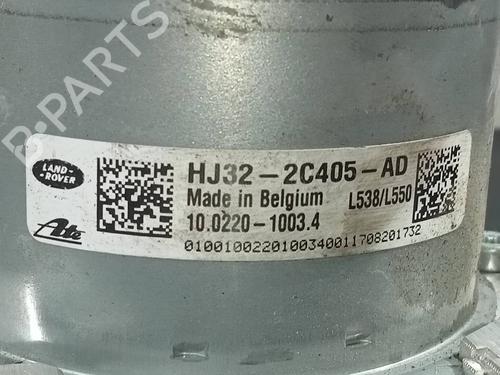 LAND-
ROVER
HJ32-2C405-AD
Made in Belgium L538/L550
10.0220-1003.4
Ate
0100100220100340011708201732
B-PARTS